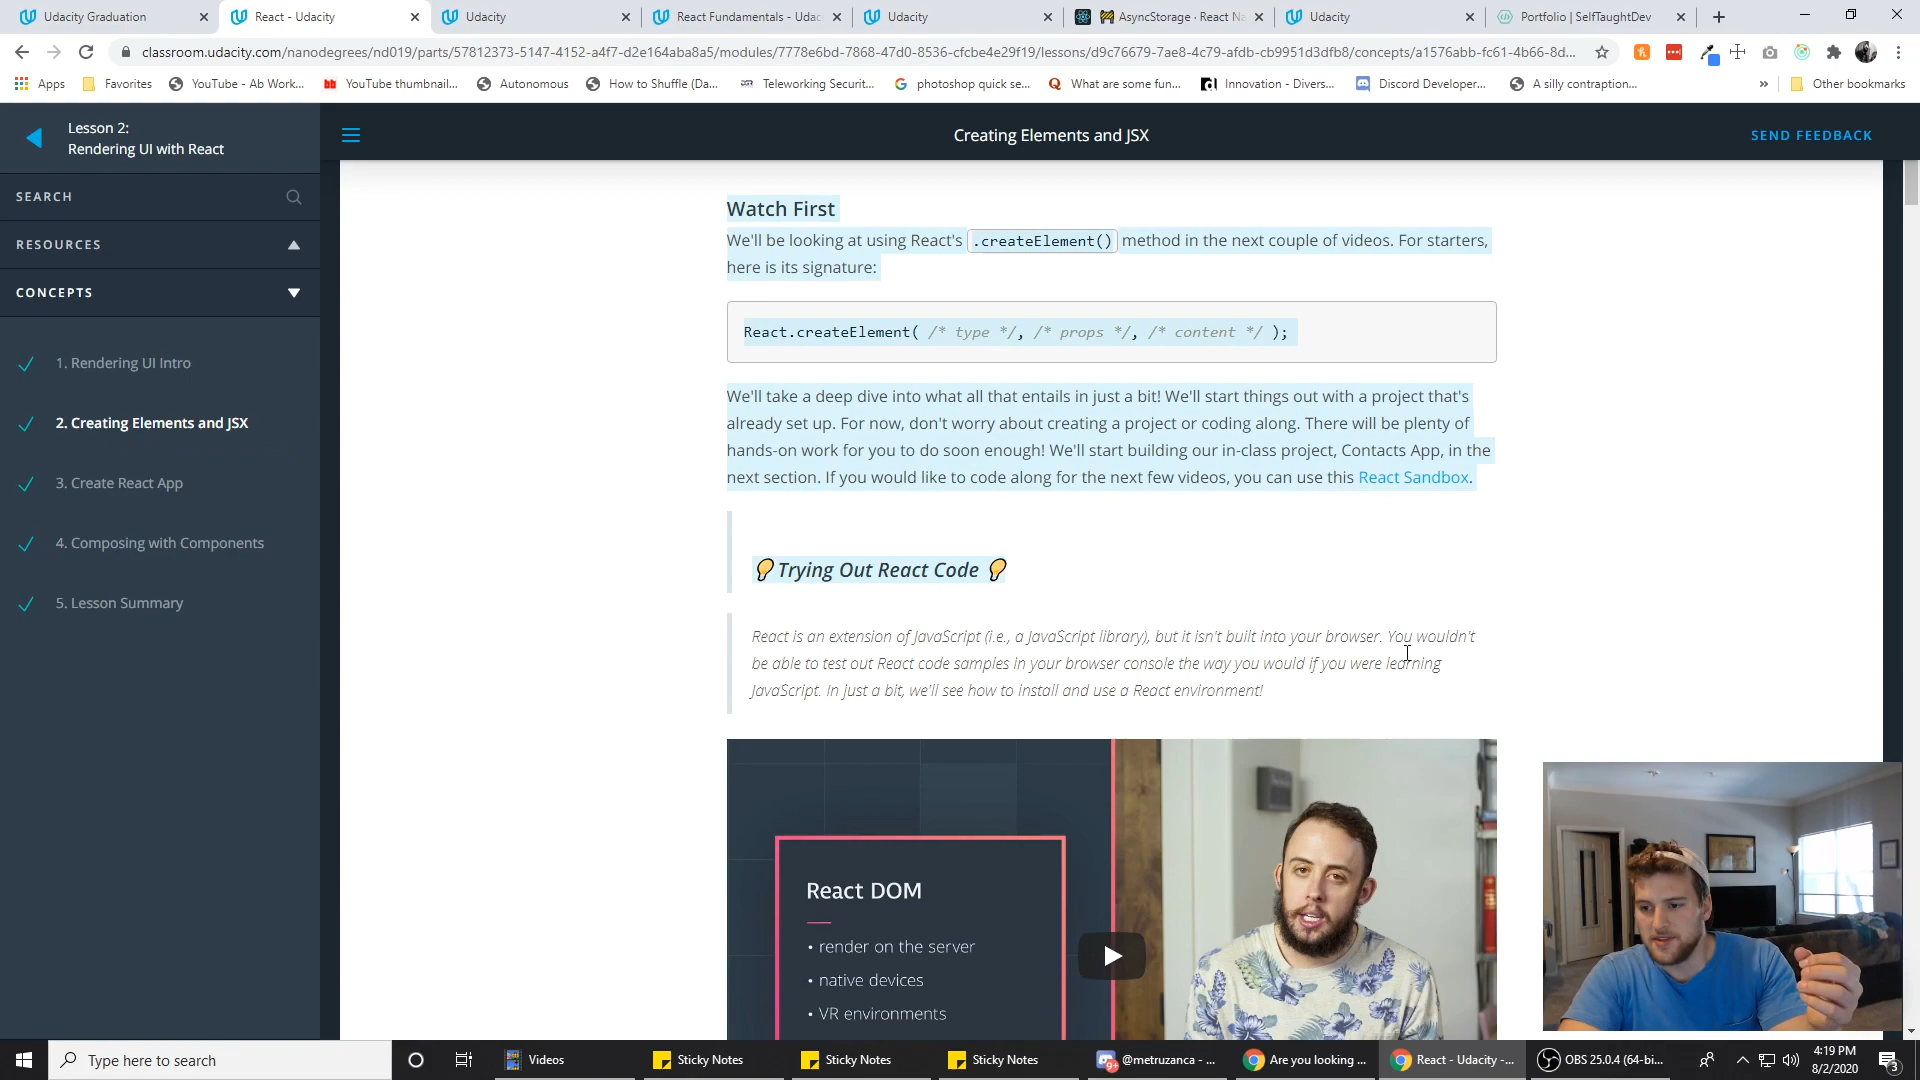 Udacity Graduation
React - Udacity
Udacity
React Fundamentals - Udac
Udacity
AsyncStorage · React Na
Udacity
Portfolio | SelfTaughtDev
classroom.udacity.com/nanodegrees/nd019/parts/57812373-5147-4152-a4f7-d2e164aba8a5/modules/7778e6bd-7868-47d0-8536-cfcbe4e29f19/lessons/d9c76679-7ae8-4c79-afdb-cb9951d3dfb8/concepts/a1576abb-fc61-4b66-8d...
Apps
Favorites
YouTube - Ab Work...
YouTube thumbnail...
Autonomous
How to Shuffle (Da...
Teleworking Securit...
photoshop quick se...
What are some fun...
Innovation - Divers...
Discord Developer...
A silly contraption...
»
Other bookmarks
Lesson 2:
Rendering UI with React
Creating Elements and JSX
SEND FEEDBACK
SEARCH
RESOURCES
CONCEPTS
1. Rendering UI Intro
2. Creating Elements and JSX
3. Create React App
4. Composing with Components
5. Lesson Summary
Watch First
We'll be looking at using React's .createElement() method in the next couple of videos. For starters,
here is its signature:
React.createElement( /* type */, /* props */, /* content */ );
We'll take a deep dive into what all that entails in just a bit! We'll start things out with a project that's
already set up. For now, don't worry about creating a project or coding along. There will be plenty of
hands-on work for you to do soon enough! We'll start building our in-class project, Contacts App, in the
next section. If you would like to code along for the next few videos, you can use this React Sandbox.
💡Trying Out React Code 💡
React is an extension of JavaScript (i.e., a JavaScript library), but it isn't built into your browser. You wouldn't
be able to test out React code samples in your browser console the way you would if you were learning
JavaScript. In just a bit, we'll see how to install and use a React environment!
React DOM
• render on the server
• native devices
• VR environments
Type here to search
Videos
Sticky Notes
Sticky Notes
Sticky Notes
9+
@metruzanca - ...
Are you looking ...
React - Udacity -...
OBS 25.0.4 (64-bi...
4:19 PM
8/2/2020
3